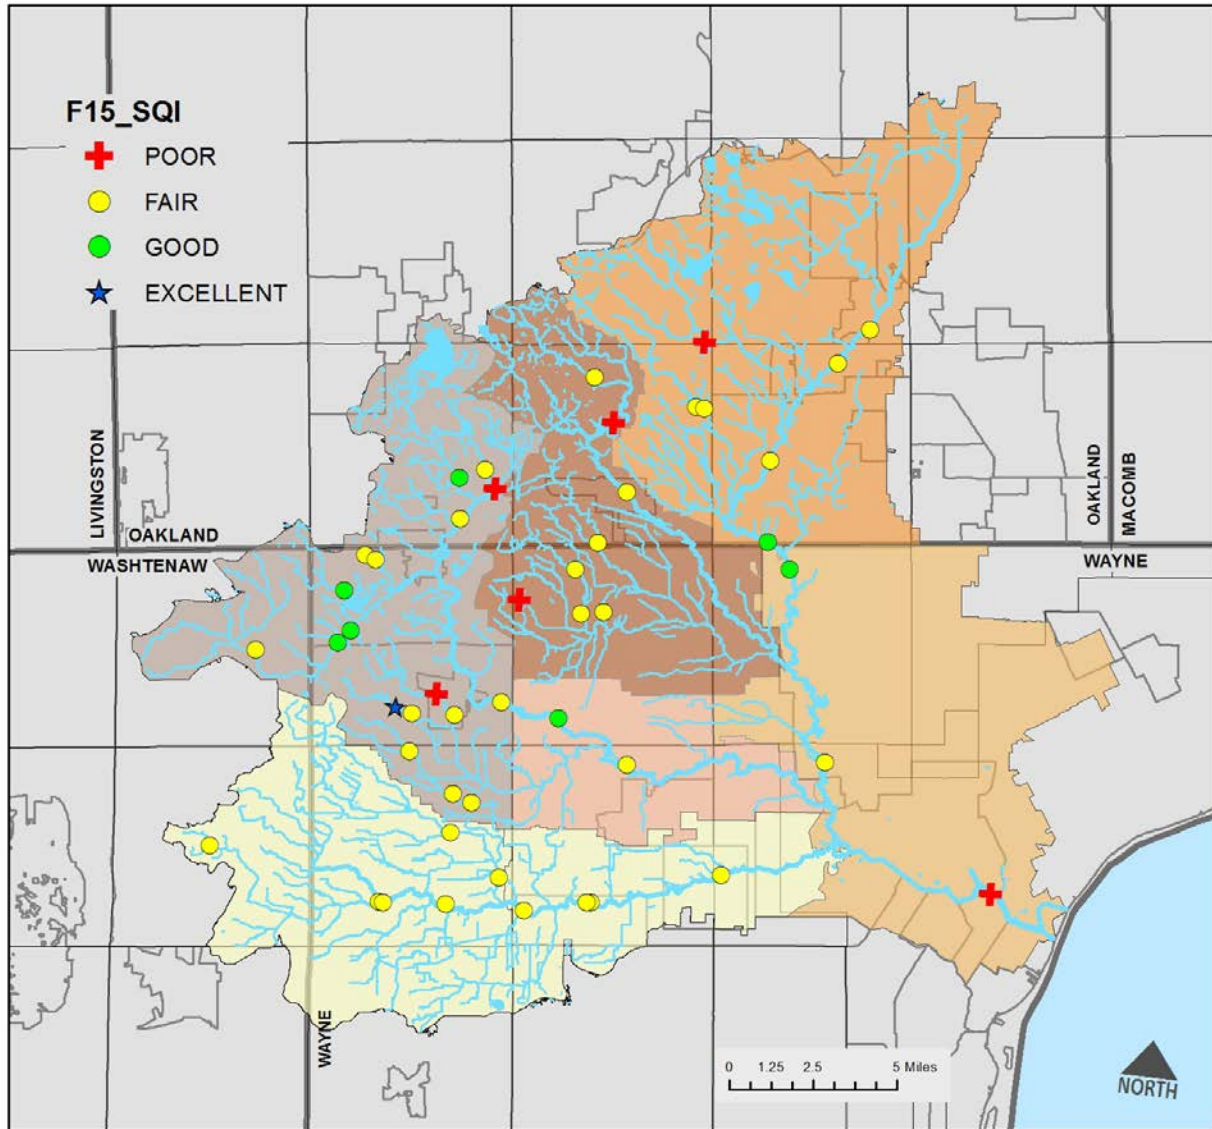 F15_SQI
POOR
FAIR
GOOD
EXCELLENT
LIVINGSTON
OAKLAND
WASHTENAW
OAKLAND
MACOMB
WAYNE
WAYNE
0 1.25 2.5 5 Miles
NORTH